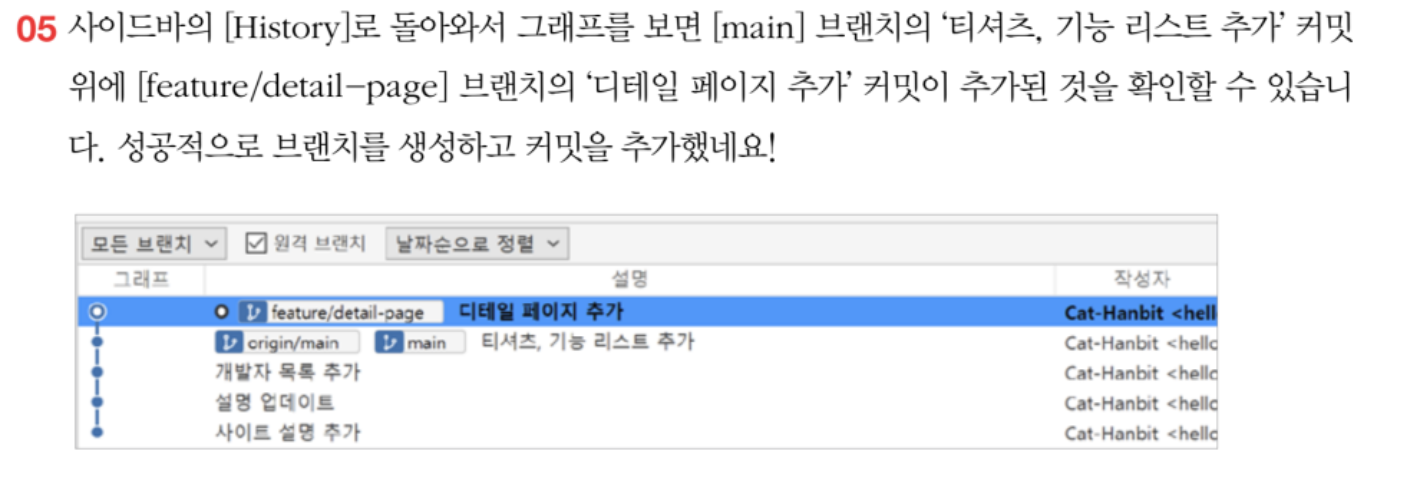 05 사이드바의 [History]로 돌아와서 그래프를 보면 [main] 브랜치의 ‘티셔츠, 기능 리스트 추가’ 커밋
위에 [feature/detail-page] 브랜치의 ‘디테일 페이지 추가’ 커밋이 추가된 것을 확인할 수 있습니
다. 성공적으로 브랜치를 생성하고 커밋을 추가했네요!
모든 브랜치 원격 브랜치 날짜순으로 정렬
그래프 설명 작성자
feature/detail-page 디테일 페이지 추가 Cat-Hanbit <hell
origin/main main 티셔츠, 기능 리스트 추가 Cat-Hanbit <hello
개발자 목록 추가 Cat-Hanbit <hello
설명 업데이트 Cat-Hanbit <hello
사이트 설명 추가 Cat-Hanbit <hello